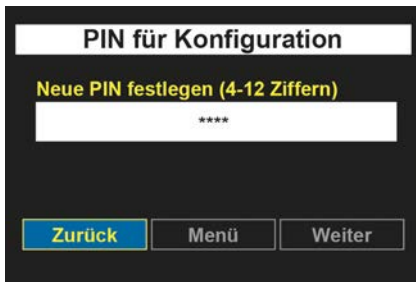 PIN für Konfiguration
Neue PIN festlegen (4-12 Ziffern)
****
Zurück Menü Weiter